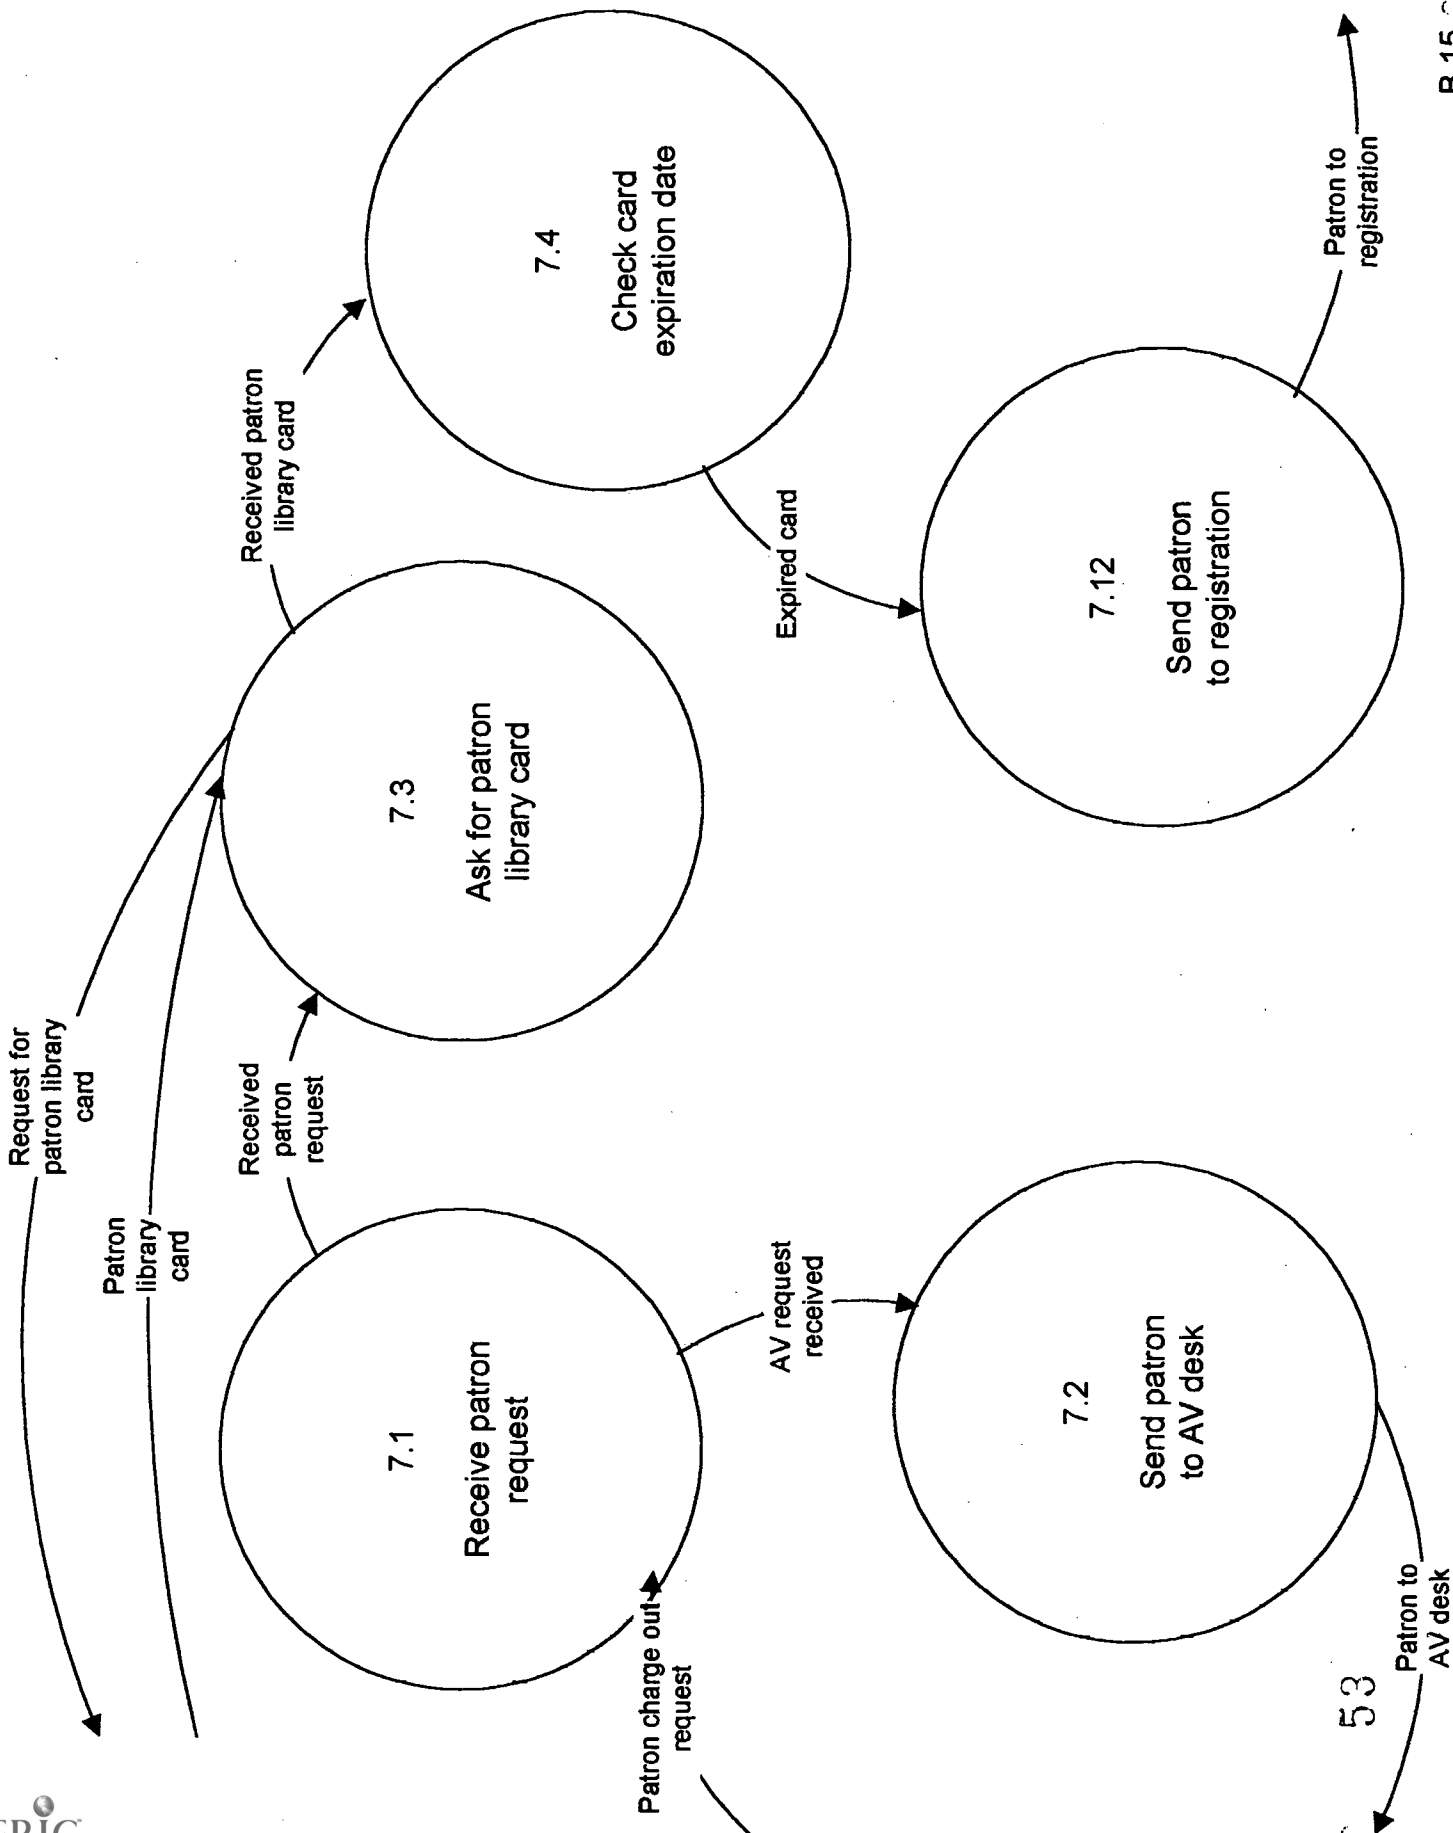 Request for
patron library
card
Patron
library
card
Received
patron
request
Received patron
library card
7.1
Receive patron
request
7.3
Ask for patron
library card
7.4
Check card
expiration date
Patron charge out
request
AV request
received
Expired card
7.2
Send patron
to AV desk
7.12
Send patron
to registration
Patron to
AV desk
Patron to
registration
53